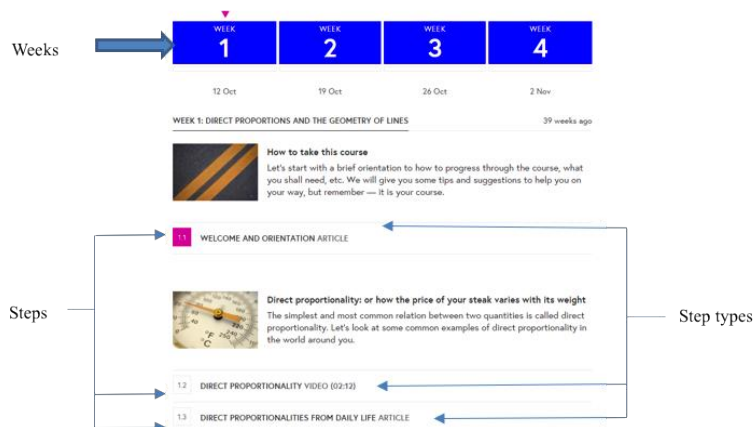 WEEK WEEK WEEK WEEK
Weeks 1 2 3 4
12 Oct 19 Oct 26 Oct 2 Nov
WEEK 1: DIRECT PROPORTIONS AND THE GEOMETRY OF LINES 39 weeks ago
How to take this course
Let's start with a brief orientation to how to progress through the course, what
you shall need, etc. We will give you some tips and suggestions to help you on
your way, but remember — it is your course.
1.1 WELCOME AND ORIENTATION ARTICLE
Direct proportionality: or how the price of your steak varies with its weight
Steps The simplest and most common relation between two quantities is called direct Step types
proportionality. Let's look at some common examples of direct proportionality in
the world around you.
°F
°C
1.2 DIRECT PROPORTIONALITY VIDEO (02:12)
1.3 DIRECT PROPORTIONALITIES FROM DAILY LIFE ARTICLE